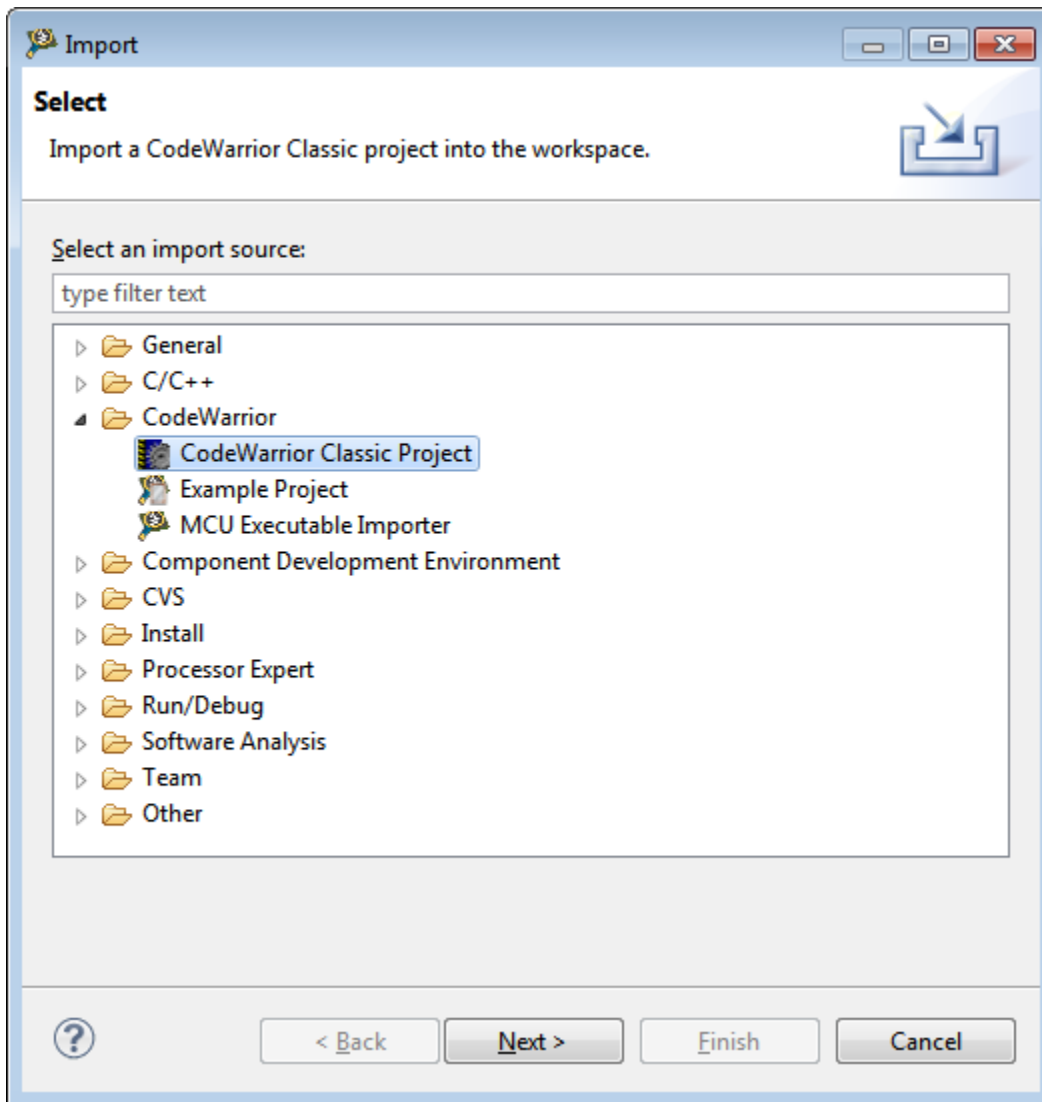 Import
Select
Import a CodeWarrior Classic project into the workspace.
Select an import source:
type filter text
General
C/C++
CodeWarrior
CodeWarrior Classic Project
Example Project
MCU Executable Importer
Component Development Environment
CVS
Install
Processor Expert
Run/Debug
Software Analysis
Team
Other
? < Back Next > Finish Cancel